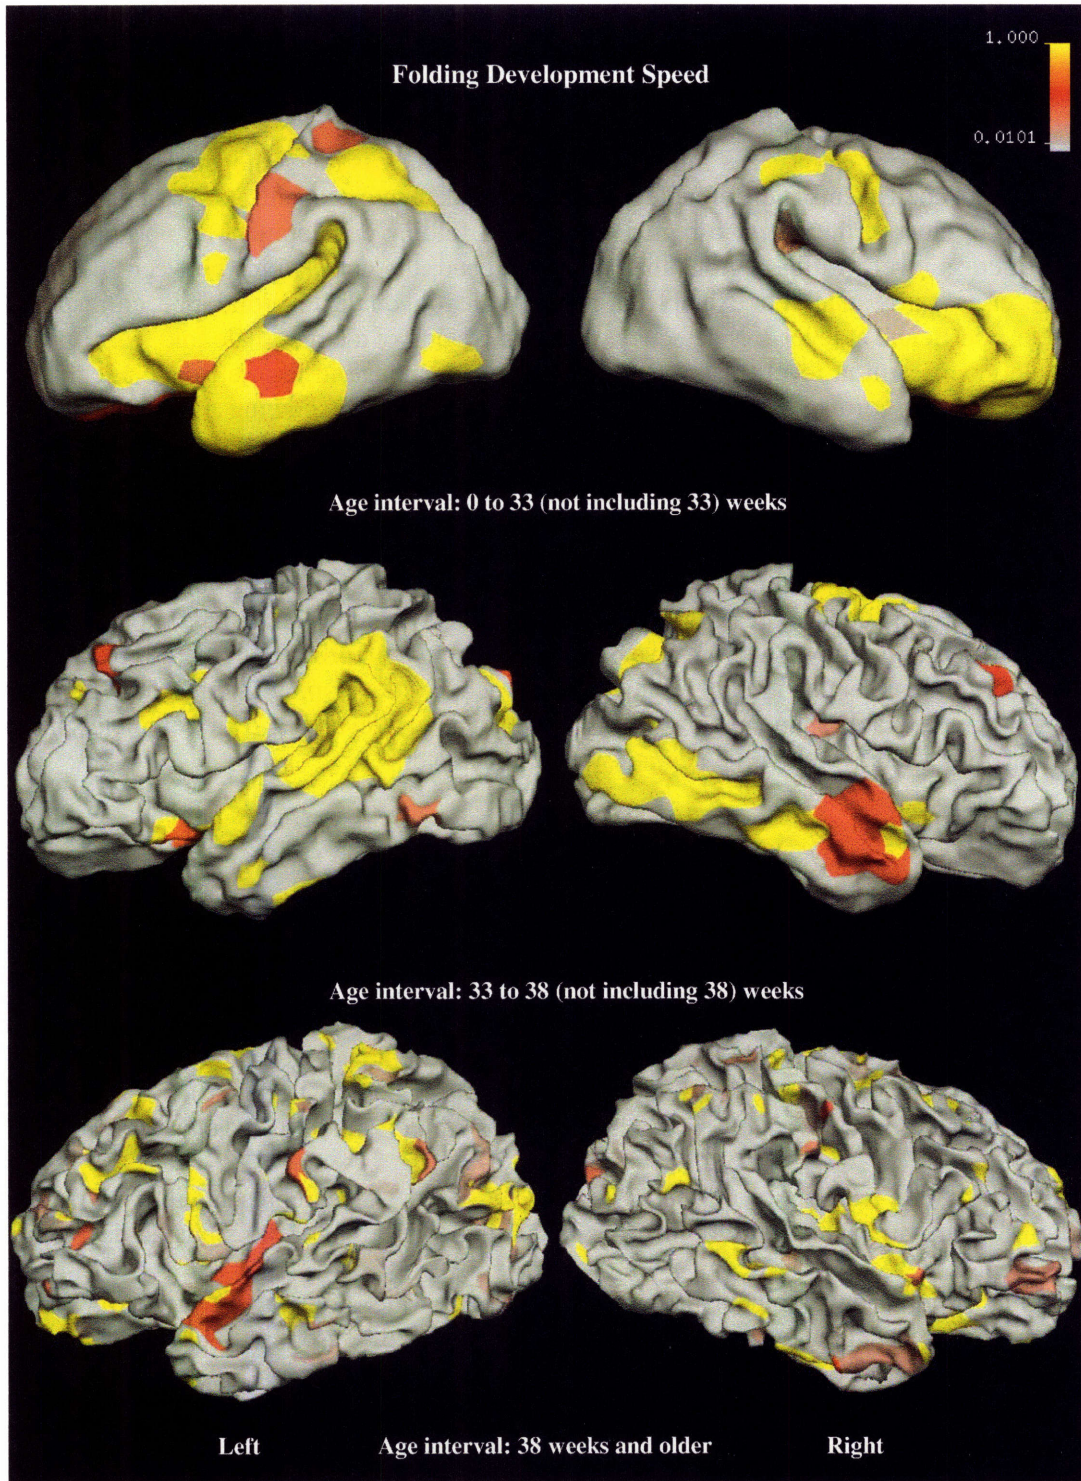 1.000
Folding Development Speed
0.0101
Age interval: 0 to 33 (not including 33) weeks
Age interval: 33 to 38 (not including 38) weeks
Left Age interval: 38 weeks and older Right